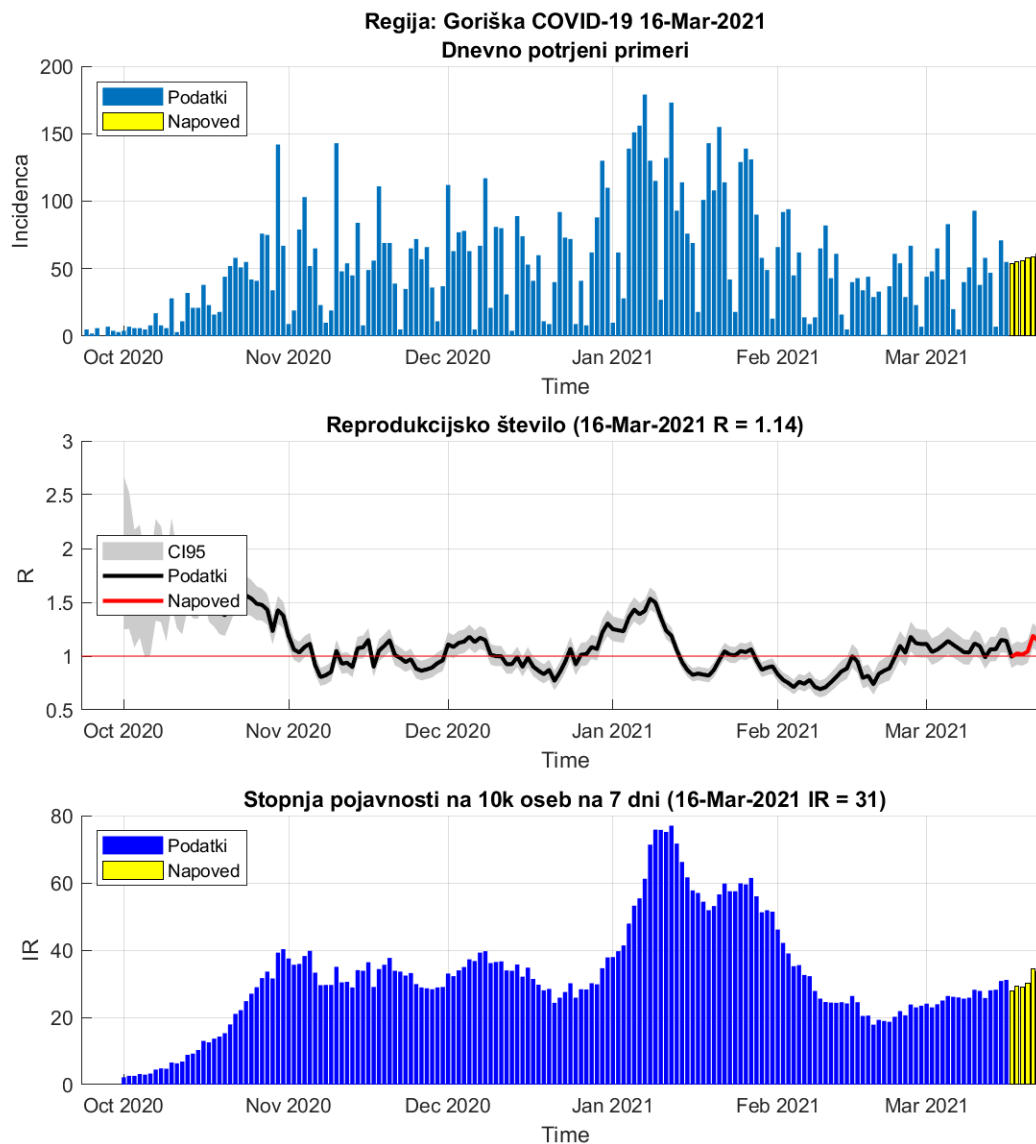 Regija: Goriška COVID-19 16-Mar-2021
Dnevno potrjeni primeri
200
150
100
50
0
Incidenca
Podatki
Napoved
Oct 2020 Nov 2020 Dec 2020 Jan 2021 Feb 2021 Mar 2021
Time
Reprodukcijsko število (16-Mar-2021 R = 1.14)
3
2.5
2
1.5
1
0.5
R
CI95
Podatki
Napoved
Oct 2020 Nov 2020 Dec 2020 Jan 2021 Feb 2021 Mar 2021
Time
Stopnja pojavnosti na 10k oseb na 7 dni (16-Mar-2021 IR = 31)
80
60
40
20
0
IR
Podatki
Napoved
Oct 2020 Nov 2020 Dec 2020 Jan 2021 Feb 2021 Mar 2021
Time